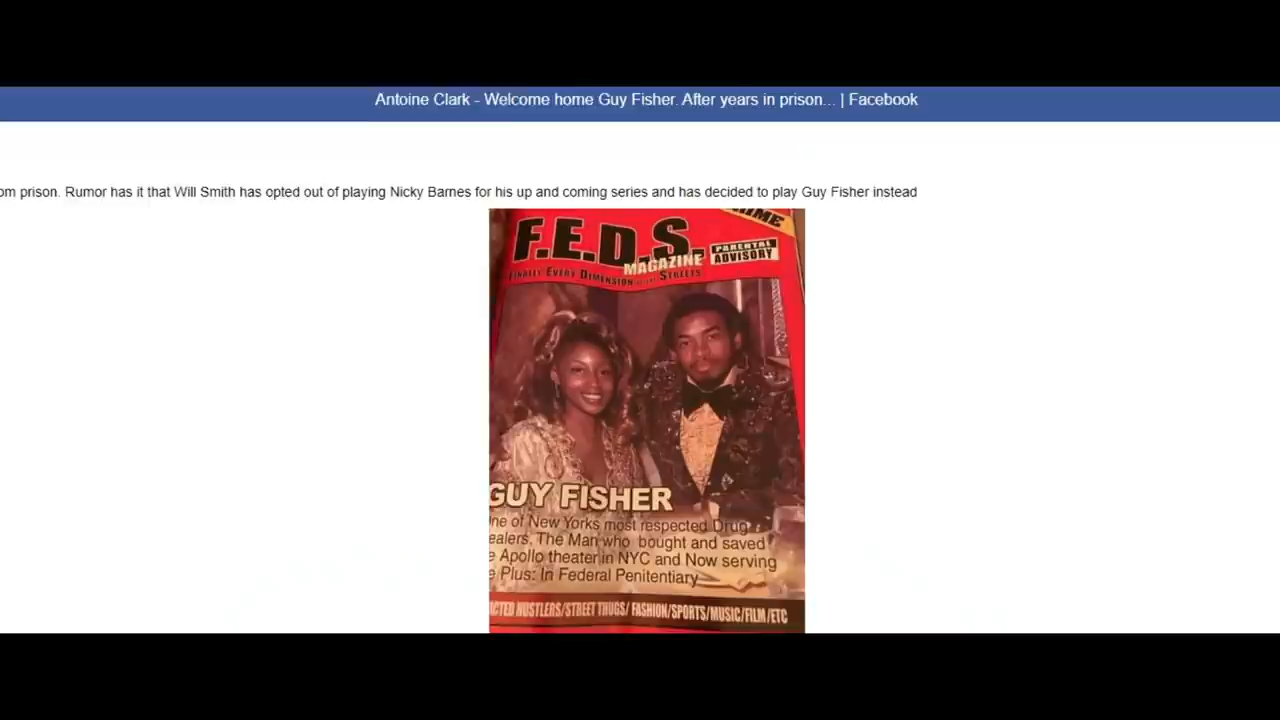 Antoine Clark - Welcome home Guy Fisher. After years in prison... | Facebook
om prison. Rumor has it that Will Smith has opted out of playing Nicky Barnes for his up and coming series and has decided to play Guy Fisher instead
F.E.D.S.
MAGAZINE
PARENTAL
ADVISORY
FINALLY EVERY DIMENSION OF THE STREETS
GUY FISHER
ne of New Yorks most respected Drug
ealers. The Man who bought and saved
e Apollo theater in NYC and Now serving
e Plus: In Federal Penitentiary
ACTED HUSTLERS/STREET THUGS/ FASHION/SPORTS/MUSIC/FILM/ETC